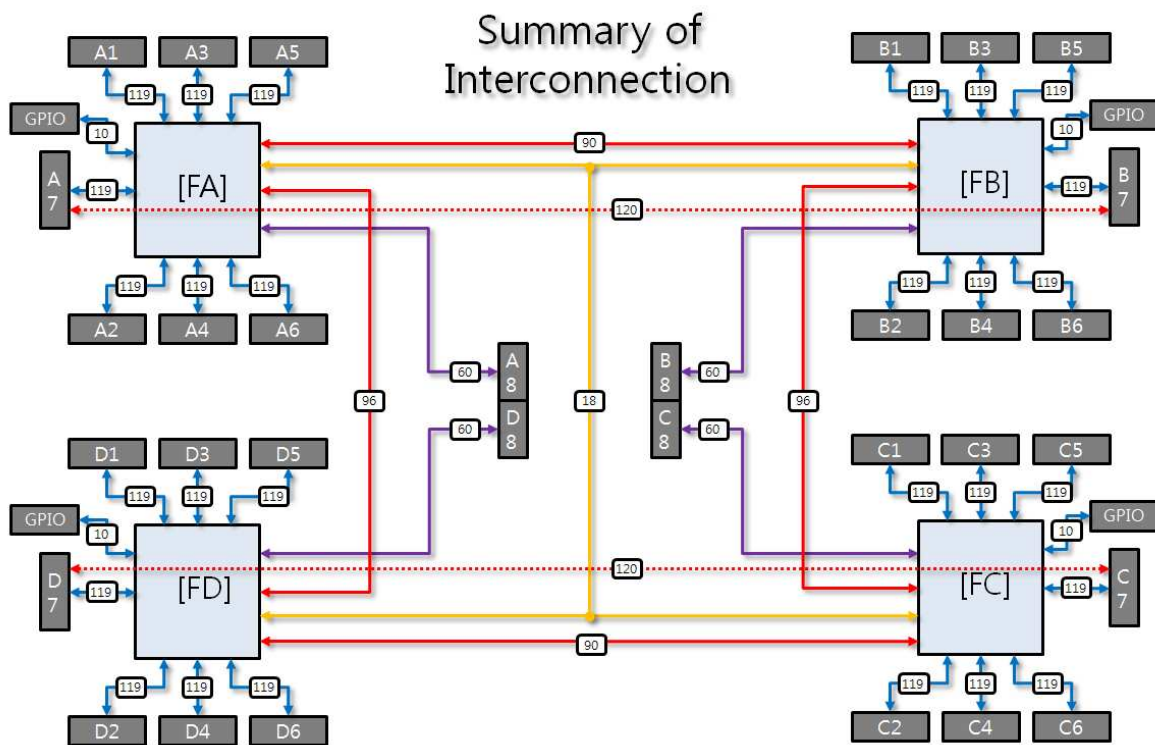 Summary of
Interconnection
A1 A3 A5
B1 B3 B5
119 119 119
119 119 119
GPIO 10
10 GPIO
90
[FA]
[FB]
A
7
119
119
B
7
120
119 119 119
119 119 119
A2 A4 A6
B2 B4 B6
A
8
60
B
8
60
96
18
96
D
8
60
C
8
60
D1 D3 D5
C1 C3 C5
119 119 119
119 119 119
GPIO 10
10 GPIO
120
[FD]
[FC]
D
7
119
119
C
7
90
119 119 119
119 119 119
D2 D4 D6
C2 C4 C6